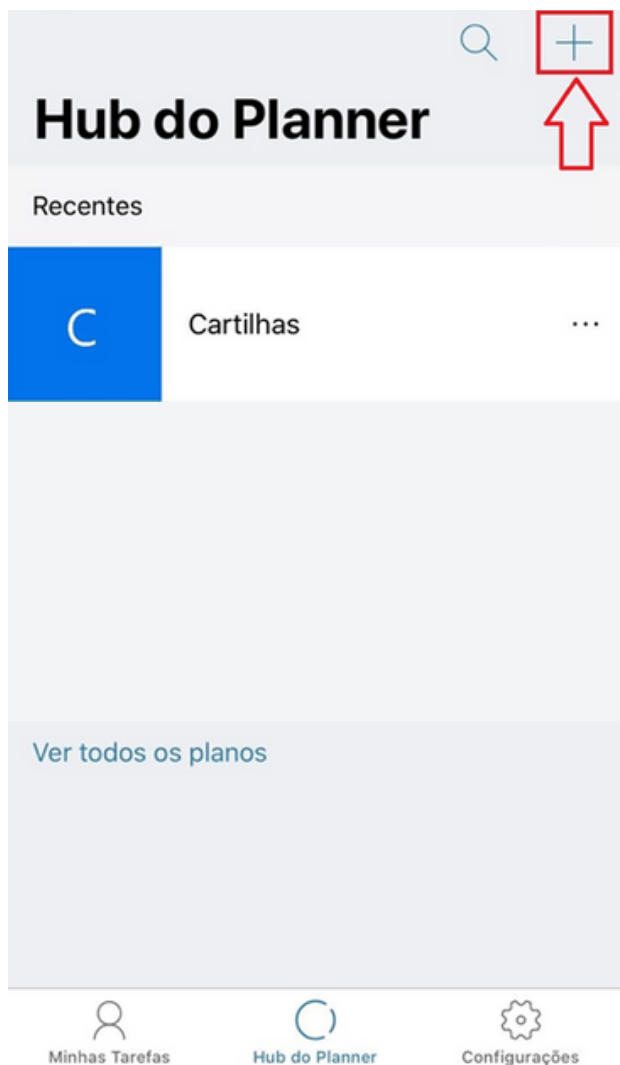 Hub do Planner
Recentes
C
Cartilhas
...
Ver todos os planos
Minhas Tarefas
Hub do Planner
Configurações